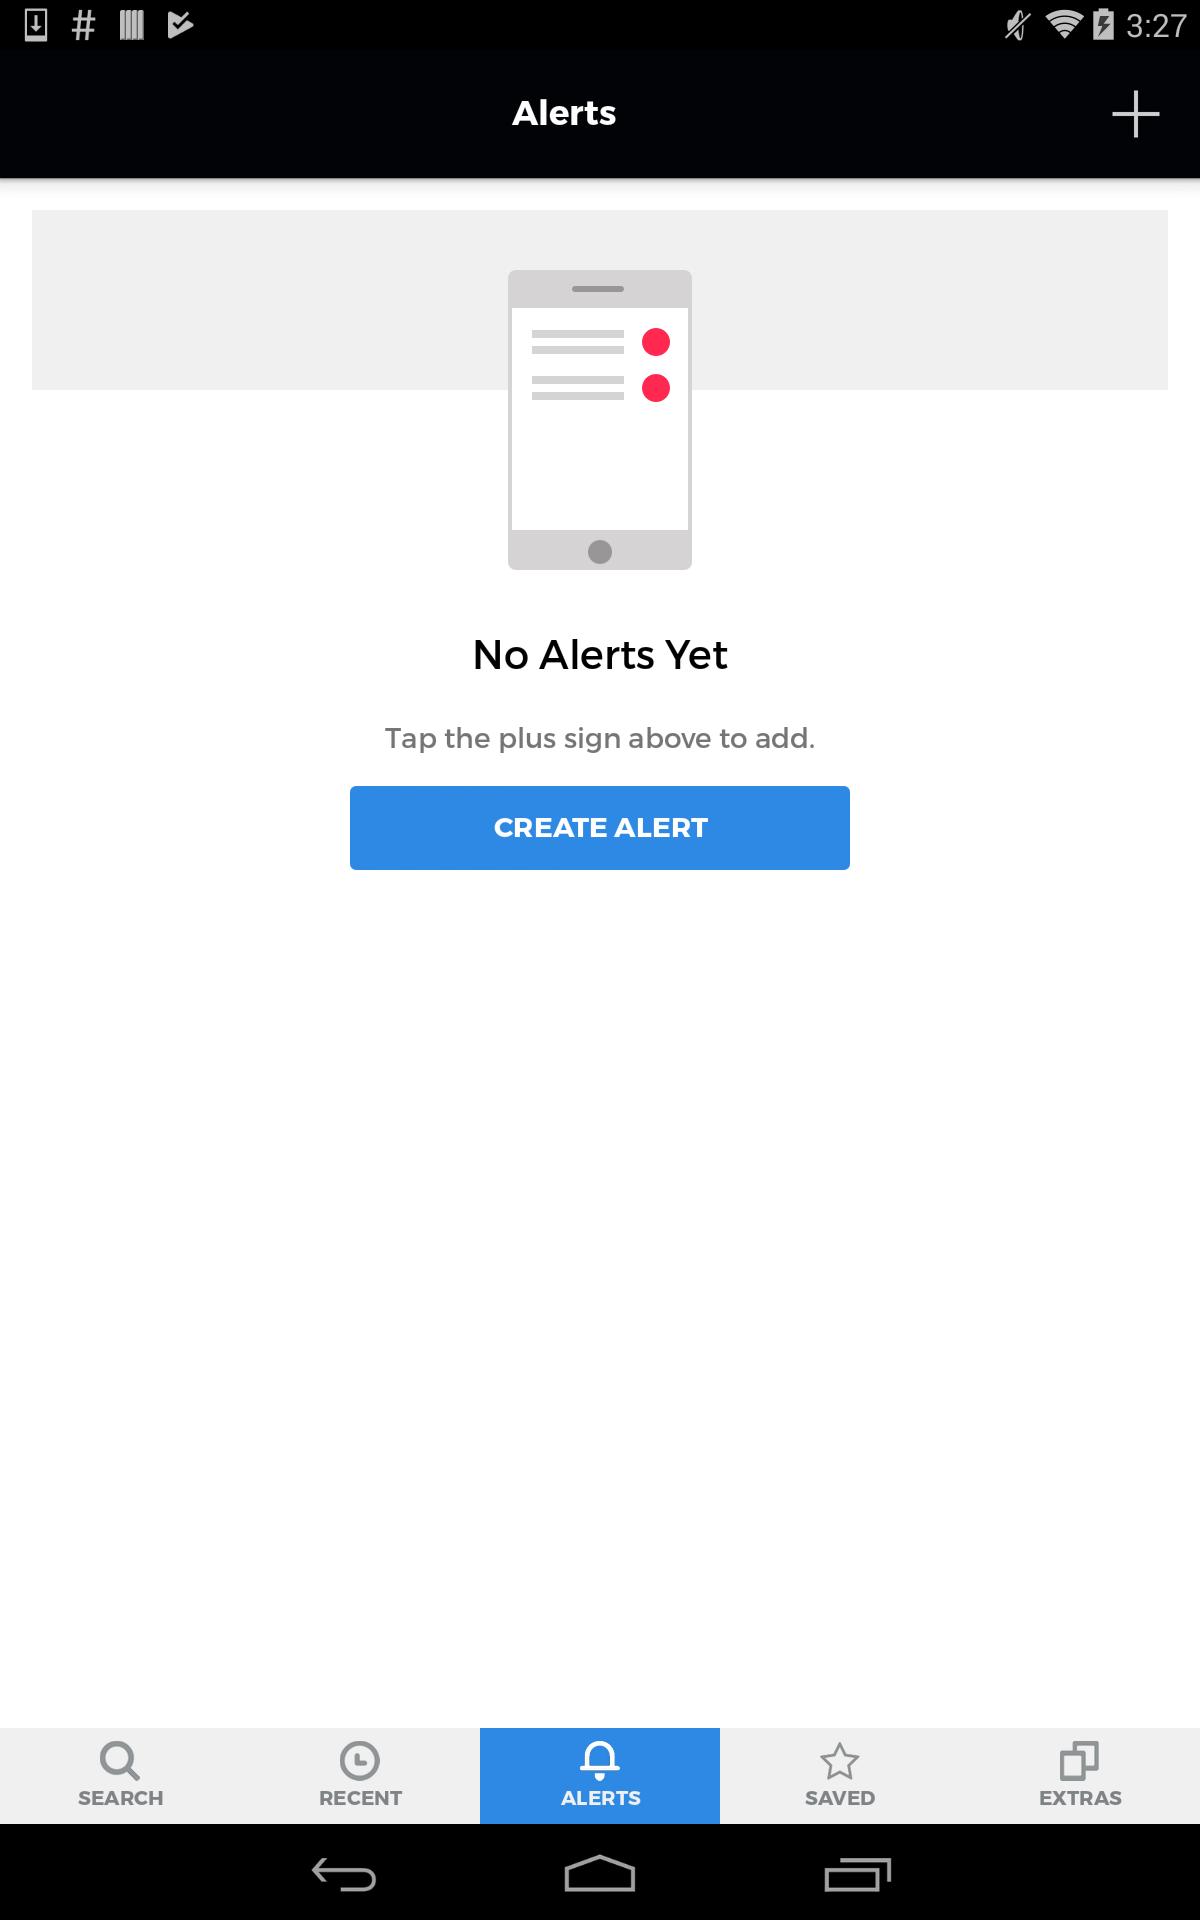 3:27
Alerts
No Alerts Yet
Tap the plus sign above to add.
CREATE ALERT
SEARCH RECENT ALERTS SAVED EXTRAS